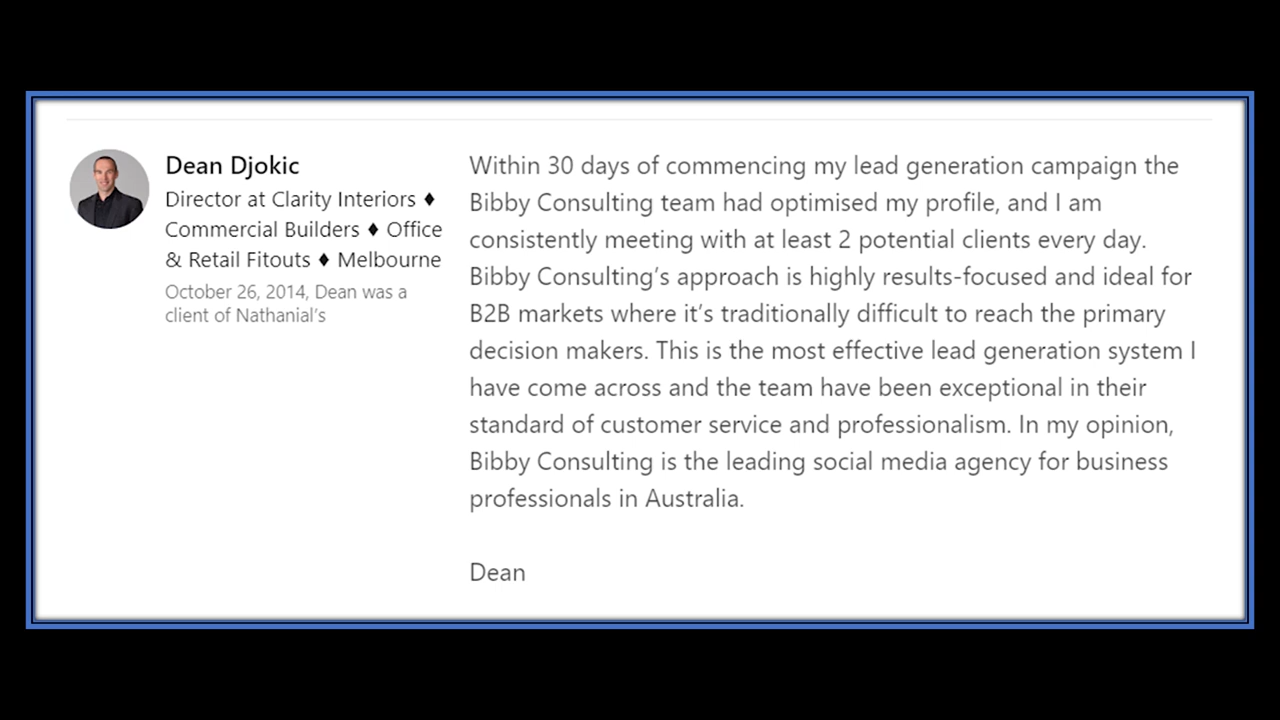 Dean Djokic
Director at Clarity Interiors ♦
Commercial Builders ♦ Office
& Retail Fitouts ♦ Melbourne
October 26, 2014, Dean was a
client of Nathanial’s
Within 30 days of commencing my lead generation campaign the
Bibby Consulting team had optimised my profile, and I am
consistently meeting with at least 2 potential clients every day.
Bibby Consulting’s approach is highly results-focused and ideal for
B2B markets where it’s traditionally difficult to reach the primary
decision makers. This is the most effective lead generation system I
have come across and the team have been exceptional in their
standard of customer service and professionalism. In my opinion,
Bibby Consulting is the leading social media agency for business
professionals in Australia.
Dean